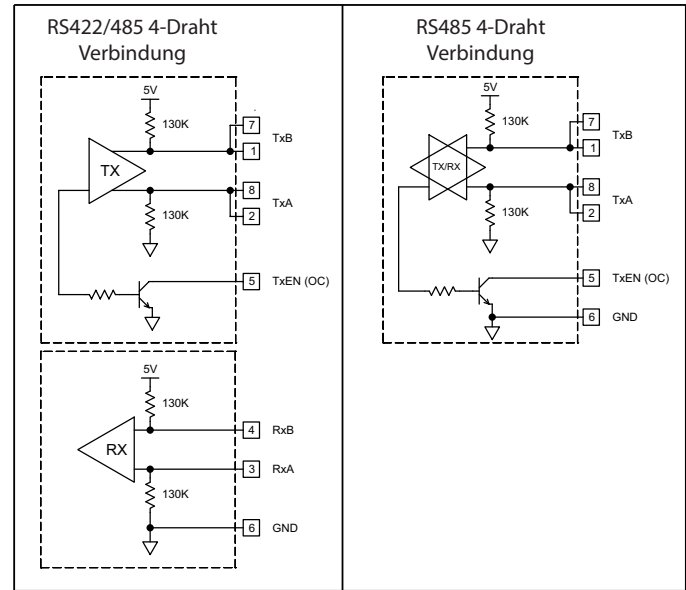 RS422/485 4-Draht
Verbindung
5V
130K
7
TxB
1
TX
8
TxA
130K
2
5 TxEN (OC)
5V
130K
4 RxB
RX
3 RxA
130K
6 GND
RS485 4-Draht
Verbindung
5V
130K
7
TxB
1
TX/RX
8
TxA
130K
2
5 TxEN (OC)
6 GND